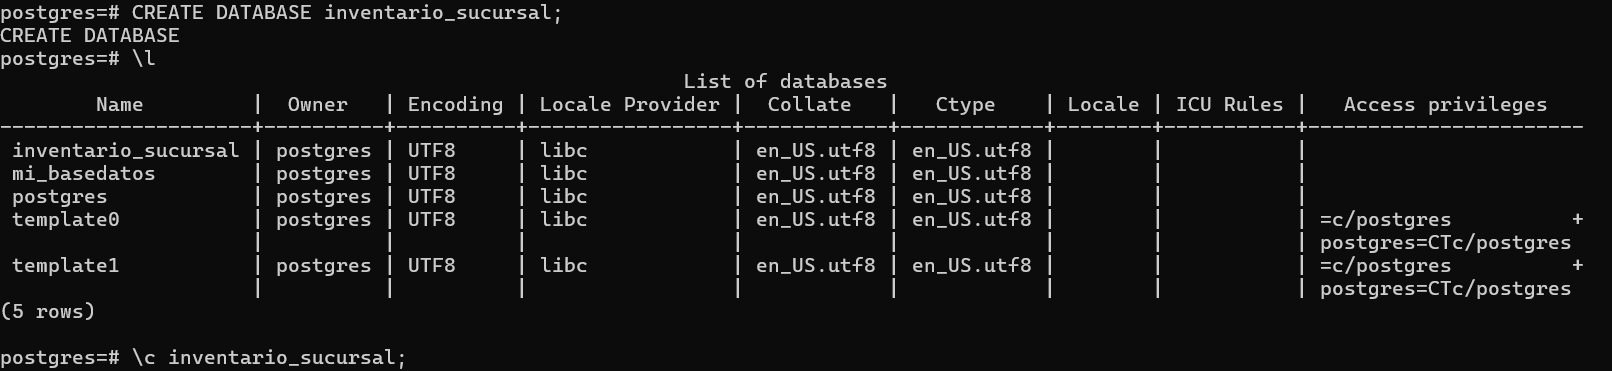 postgres=# CREATE DATABASE inventario_sucursal;
CREATE DATABASE
postgres=# \l
                                                         List of databases
        Name         |  Owner   | Encoding | Locale Provider |  Collate   |   Ctype    | Locale | ICU Rules |   Access privileges
---------------------+----------+----------+-----------------+------------+------------+--------+-----------+-----------------------
 inventario_sucursal | postgres | UTF8     | libc            | en_US.utf8 | en_US.utf8 |        |           |
 mi_basedatos        | postgres | UTF8     | libc            | en_US.utf8 | en_US.utf8 |        |           |
 postgres            | postgres | UTF8     | libc            | en_US.utf8 | en_US.utf8 |        |           |
 template0           | postgres | UTF8     | libc            | en_US.utf8 | en_US.utf8 |        |           | =c/postgres          +
                     |          |          |                 |            |            |        |           | postgres=CTc/postgres
 template1           | postgres | UTF8     | libc            | en_US.utf8 | en_US.utf8 |        |           | =c/postgres          +
                     |          |          |                 |            |            |        |           | postgres=CTc/postgres
(5 rows)

postgres=# \c inventario_sucursal;